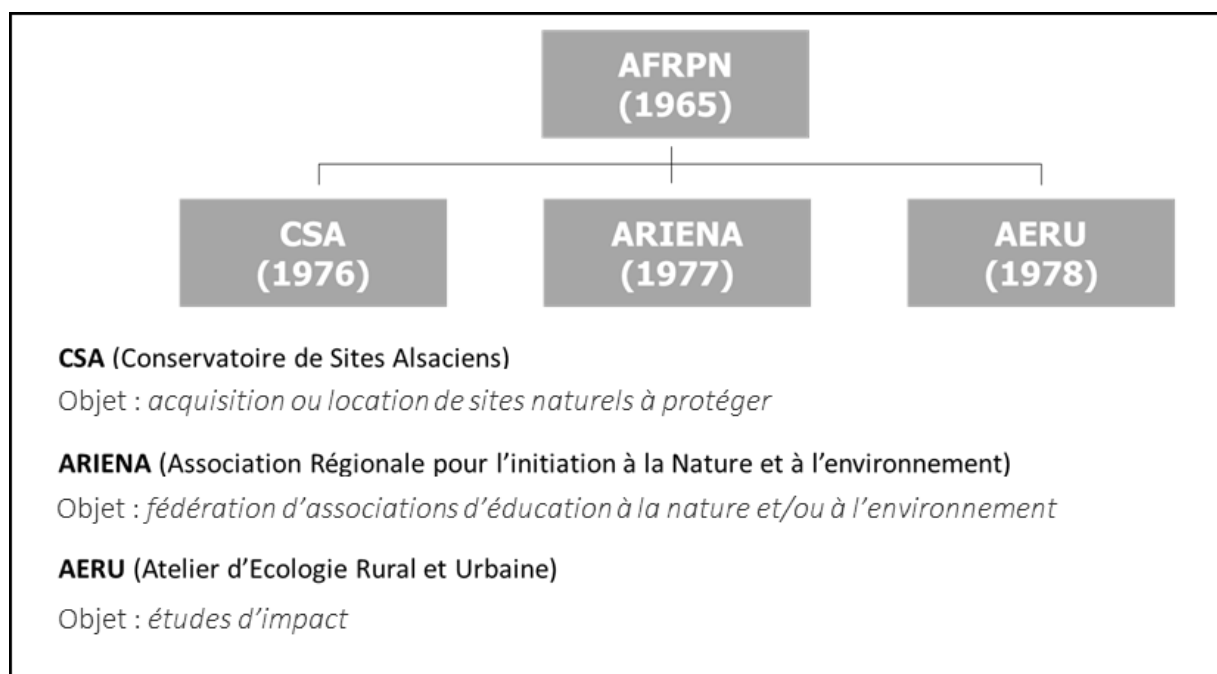 AFRPN
(1965)
CSA
(1976)
ARIENA
(1977)
AERU
(1978)
CSA (Conservatoire de Sites Alsaciens)
Objet : acquisition ou location de sites naturels à protéger
ARIENA (Association Régionale pour l’initiation à la Nature et à l’environnement)
Objet : fédération d’associations d’éducation à la nature et/ou à l’environnement
AERU (Atelier d’Ecologie Rural et Urbaine)
Objet : études d’impact